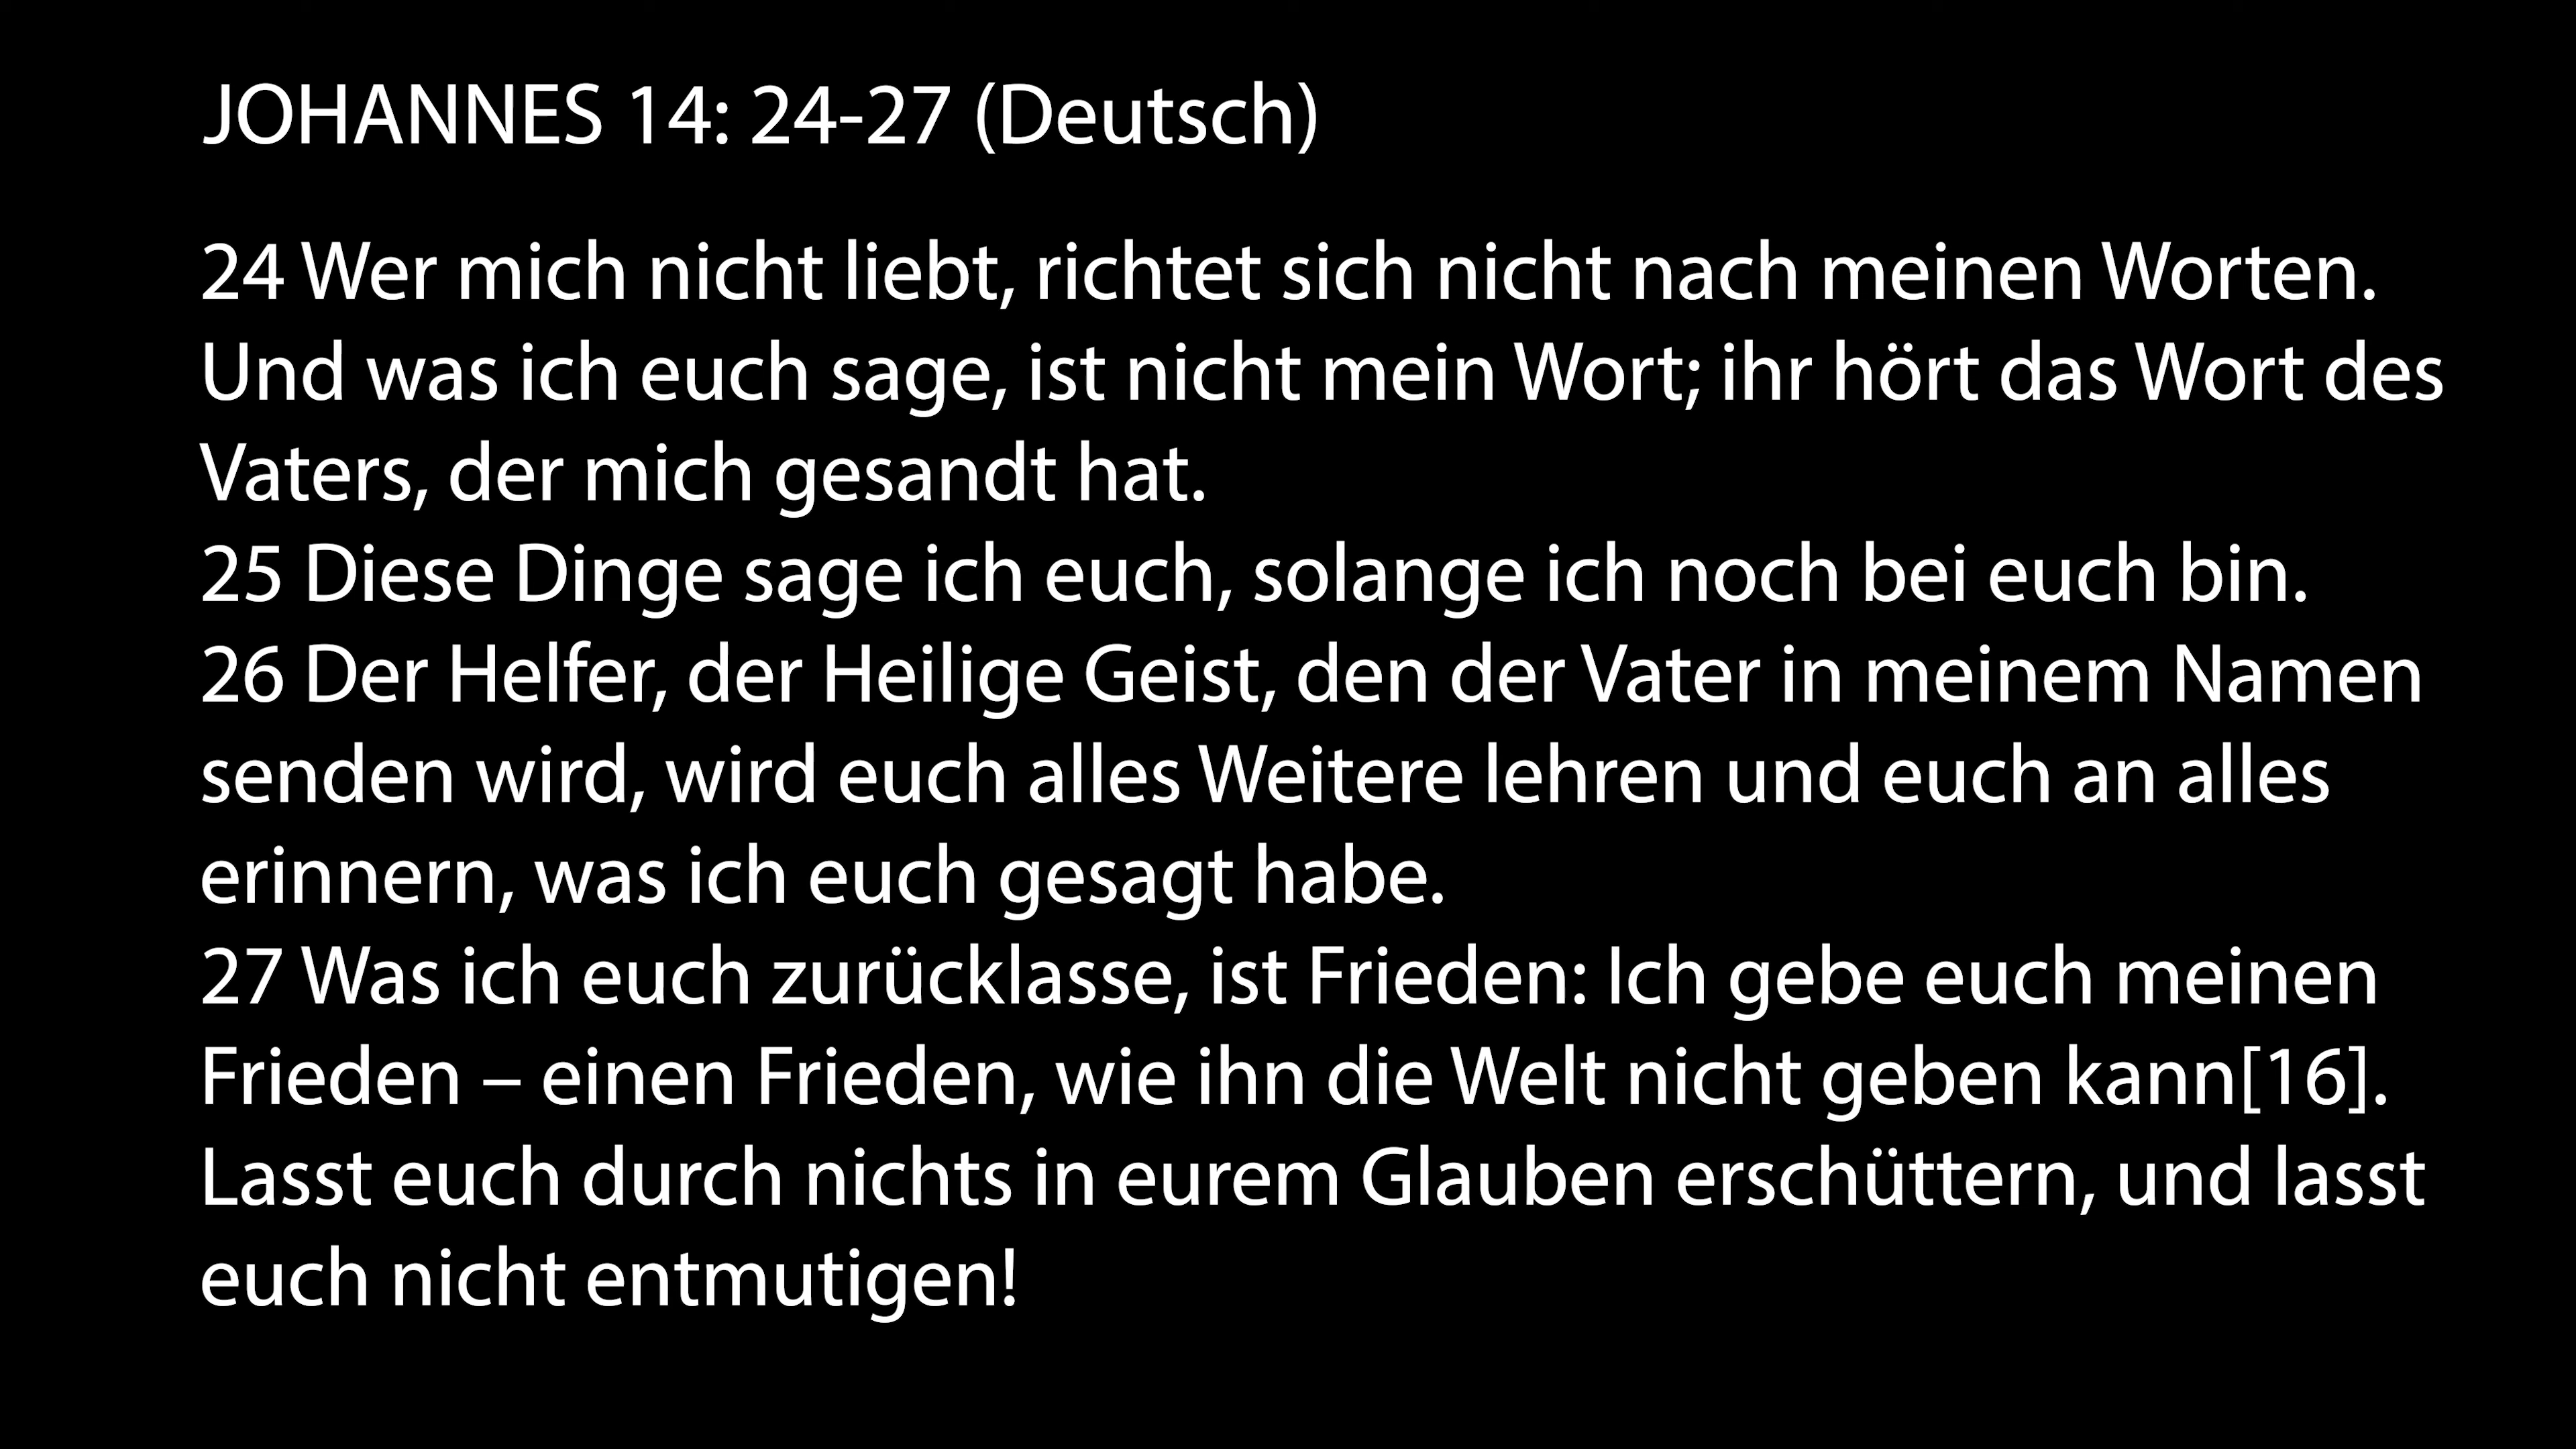 JOHANNES 14: 24-27 (Deutsch)
24 Wer mich nicht liebt, richtet sich nicht nach meinen Worten.
Und was ich euch sage, ist nicht mein Wort; ihr hört das Wort des
Vaters, der mich gesandt hat.
25 Diese Dinge sage ich euch, solange ich noch bei euch bin.
26 Der Helfer, der Heilige Geist, den der Vater in meinem Namen
senden wird, wird euch alles Weitere lehren und euch an alles
erinnern, was ich euch gesagt habe.
27 Was ich euch zurücklasse, ist Frieden: Ich gebe euch meinen
Frieden – einen Frieden, wie ihn die Welt nicht geben kann[16].
Lasst euch durch nichts in eurem Glauben erschüttern, und lasst
euch nicht entmutigen!